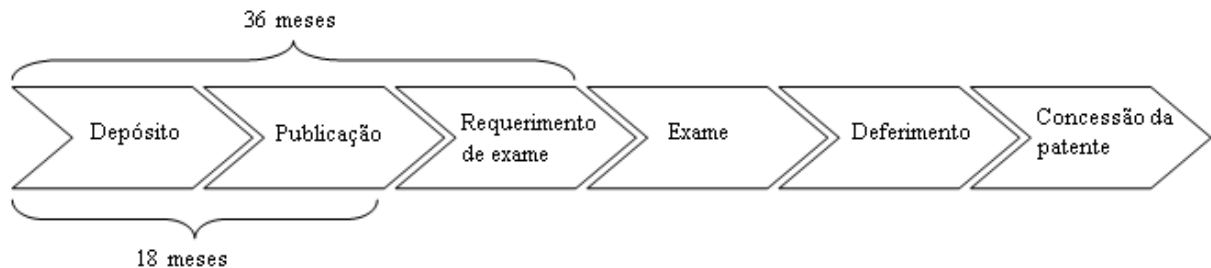 36 meses
Depósito
Publicação
Requerimento
de exame
Exame
Deferimento
Concessão da
patente
18 meses